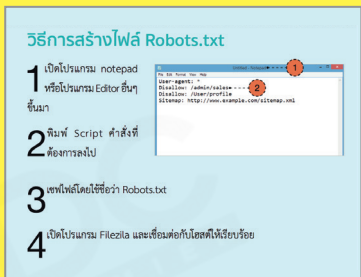 วิธีการสร้างไฟล์ Robots.txt
1 เปิดโปรแกรม notepad
หรือโปรแกรม Editor อื่นๆ
ขึ้นมา
Untitled - Notepad
1
File Edit Format View Help
User-agent: *
Disallow: /admin/sales
2
Disallow: /User/profile
Sitemap: http://www.example.com/sitemap.xml
2 พิมพ์ Script คำสั่งที่
ต้องการลงไป
3 เซฟไฟล์โดยใช้ชื่อว่า Robots.txt
4 เปิดโปรแกรม Filezila และเชื่อมต่อกับโฮสต์ให้เรียบร้อย